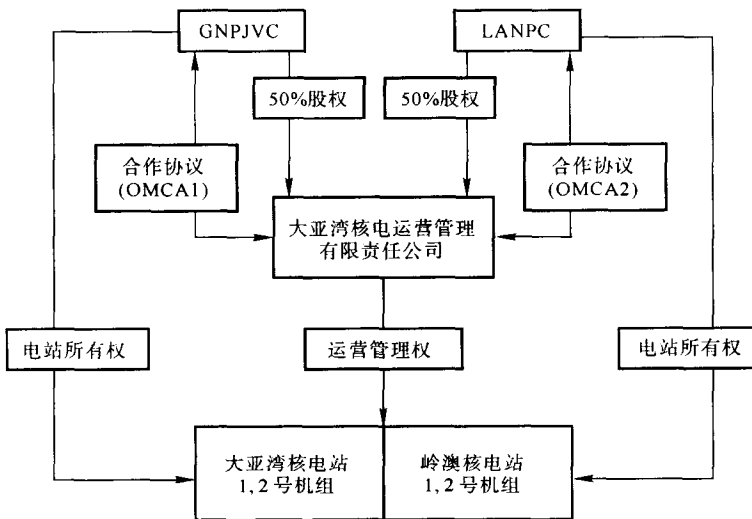 GNPJVC
LANPC
50%股权
50%股权
合作协议
(OMCA1)
合作协议
(OMCA2)
大亚湾核电运营管理
有限责任公司
电站所有权
运营管理权
电站所有权
大亚湾核电站
1,2号机组
岭澳核电站
1,2号机组